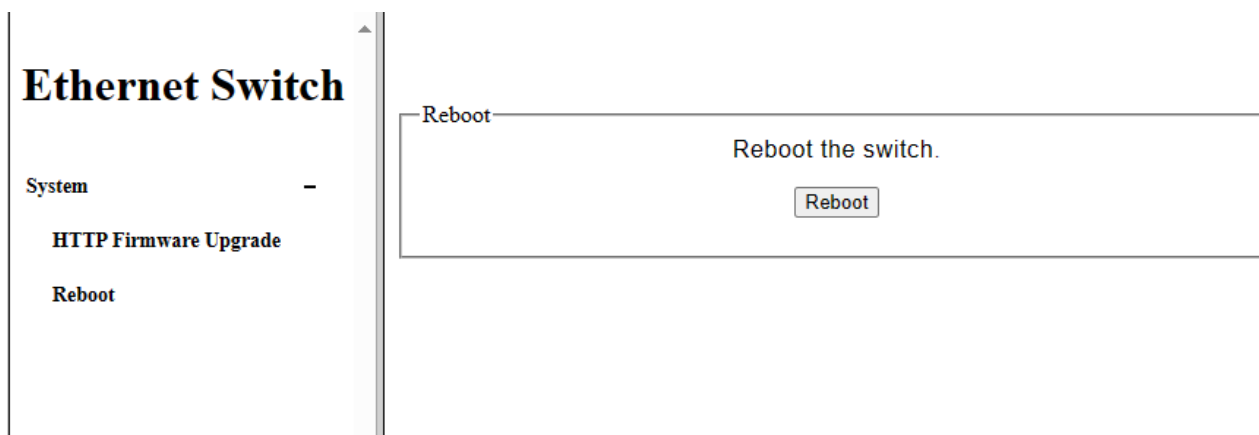 Ethernet Switch
System
HTTP Firmware Upgrade
Reboot
Reboot
Reboot the switch.
Reboot